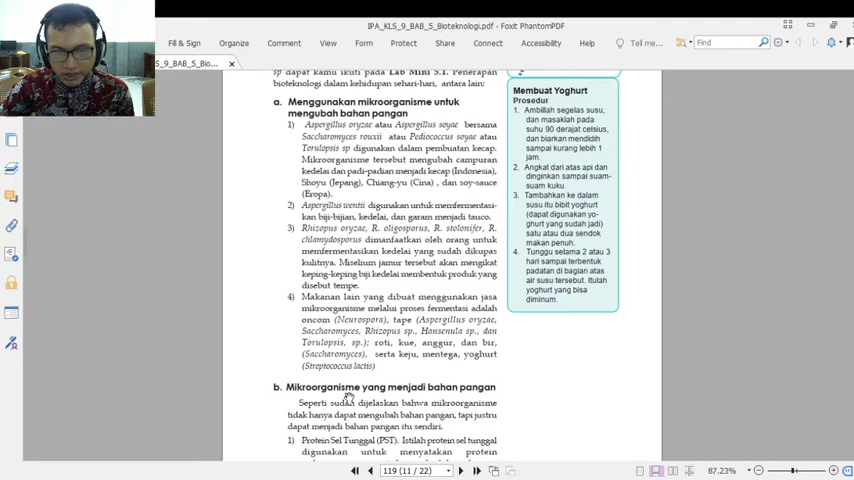 IPA_KLS_9_BAB_5_Bioteknologi.pdf - Foxit PhantomPDF
Fill & Sign Organize Comment View Form Protect Share Connect Accessibility Help Tell me... Find
S_9_BAB_5_Bio...
sp dapat kamu ikuti pada Lab Mini 5.1. Penerapan
bioteknologi dalam kehidupan sehari-hari, antara lain:
a. Menggunakan mikroorganisme untuk
mengubah bahan pangan
1) Aspergillus oryzae atau Aspergillus soyae bersama
Saccharomyces rouxii atau Pediococcus soyae atau
Torulopsis sp digunakan dalam pembuatan kecap.
Mikroorganisme tersebut mengubah campuran
kedelai dan padi-padian menjadi kecap (Indonesia),
Shoyu (Jepang), Chiang-yu (Cina) , dan soy-sauce
(Eropa).
2) Aspergillus wentii digunakan untuk memfermentasi-
kan biji-bijian, kedelai, dan garam menjadi tauco.
3) Rhizopus oryzae, R. oligosporus, R. stolonifer, R.
chlamydosporus dimanfaatkan oleh orang untuk
memfermentasikan kedelai yang sudah dikupas
kulitnya. Miselium jamur tersebut akan mengikat
keping-keping biji kedelai membentuk produk yang
disebut tempe.
4) Makanan lain yang dibuat menggunakan jasa
mikroorganisme melalui proses fermentasi adalah
oncom (Neurospora), tape (Aspergillus oryzae,
Saccharomyces, Rhizopus sp., Hansenula sp., dan
Torulopsis, sp.); roti, kue, anggur, dan bir,
(Saccharomyces), serta keju, mentega, yoghurt
(Streptococcus lactis)
b. Mikroorganisme yang menjadi bahan pangan
Seperti sudah dijelaskan bahwa mikroorganisme
tidak hanya dapat mengubah bahan pangan, tapi justru
dapat menjadi bahan pangan itu sendiri.
1) Protein Sel Tunggal (PST). Istilah protein sel tunggal
digunakan untuk menyatakan protein
Membuat Yoghurt
Prosedur
1. Ambillah segelas susu,
dan masaklah pada
suhu 90 derajat celsius,
dan biarkan mendidih
sampai kurang lebih 1
jam.
2. Angkat dari atas api dan
dinginkan sampai suam-
suam kuku.
3. Tambahkan ke dalam
susu itu bibit yoghurt
(dapat digunakan yo-
ghurt yang sudah jadi)
satu atau dua sendok
makan penuh.
4. Tunggu selama 2 atau 3
hari sampai terbentuk
padatan di bagian atas
air susu tersebut. Itulah
yoghurt yang bisa
diminum.
119 (11 / 22) 87.23%